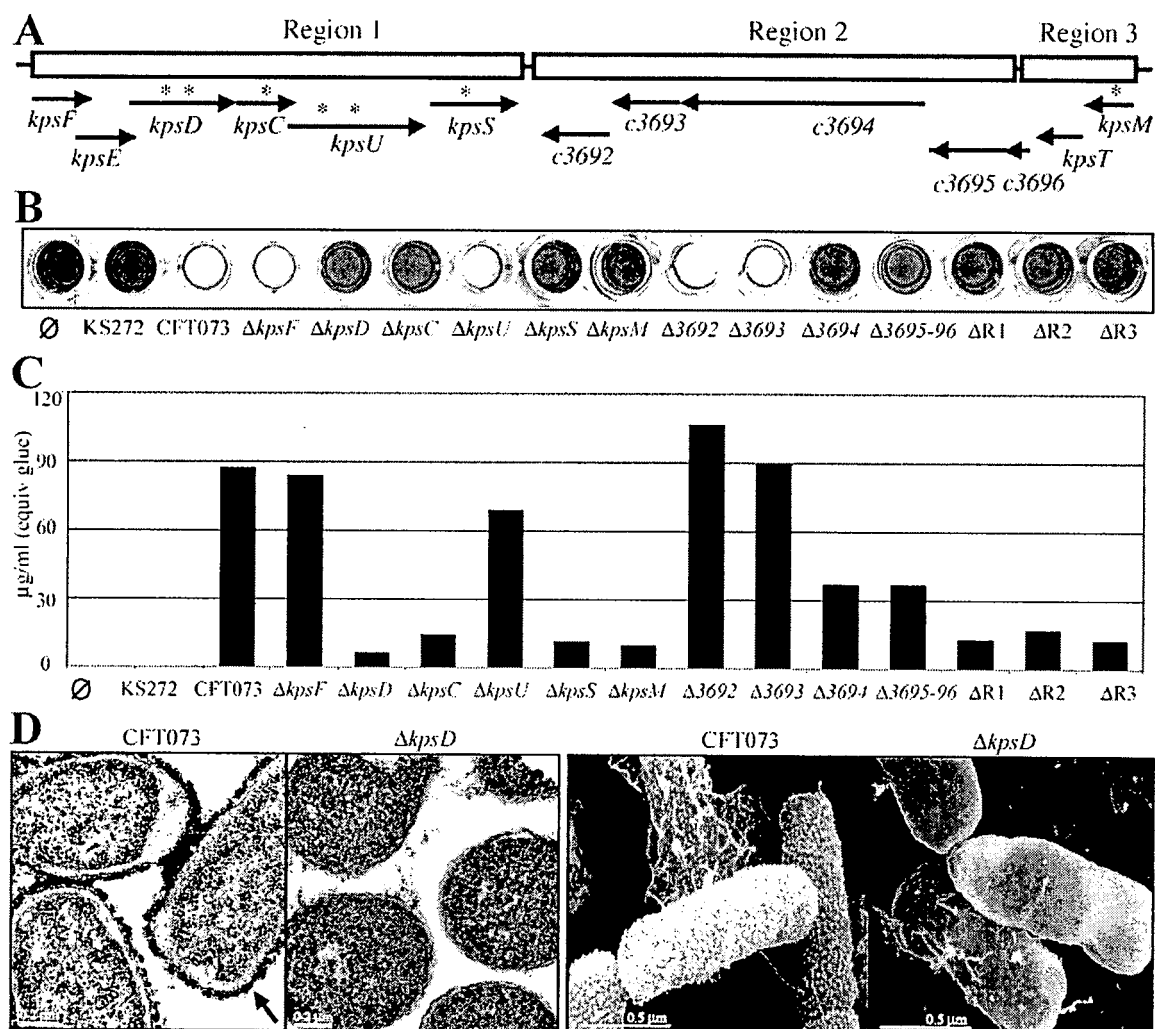 A
Region 1 Region 2 Region 3
* * * * * * *
kpsF kpsE kpsD kpsC kpsU kpsS c3692 c3693 c3694 c3695 c3696 kpsT kpsM
B
Ø KS272 CFT073 ΔkpsF ΔkpsD ΔkpsC ΔkpsU ΔkpsS ΔkpsM Δ3692 Δ3693 Δ3694 Δ3695-96 ΔR1 ΔR2 ΔR3
C
µg/ml (equiv gluc)
120
90
60
30
0
Ø KS272 CFT073 ΔkpsF ΔkpsD ΔkpsC ΔkpsU ΔkpsS ΔkpsM Δ3692 Δ3693 Δ3694 Δ3695-96 ΔR1 ΔR2 ΔR3
D
CFT073 ΔkpsD CFT073 ΔkpsD
0.5 µm 0.5 µm